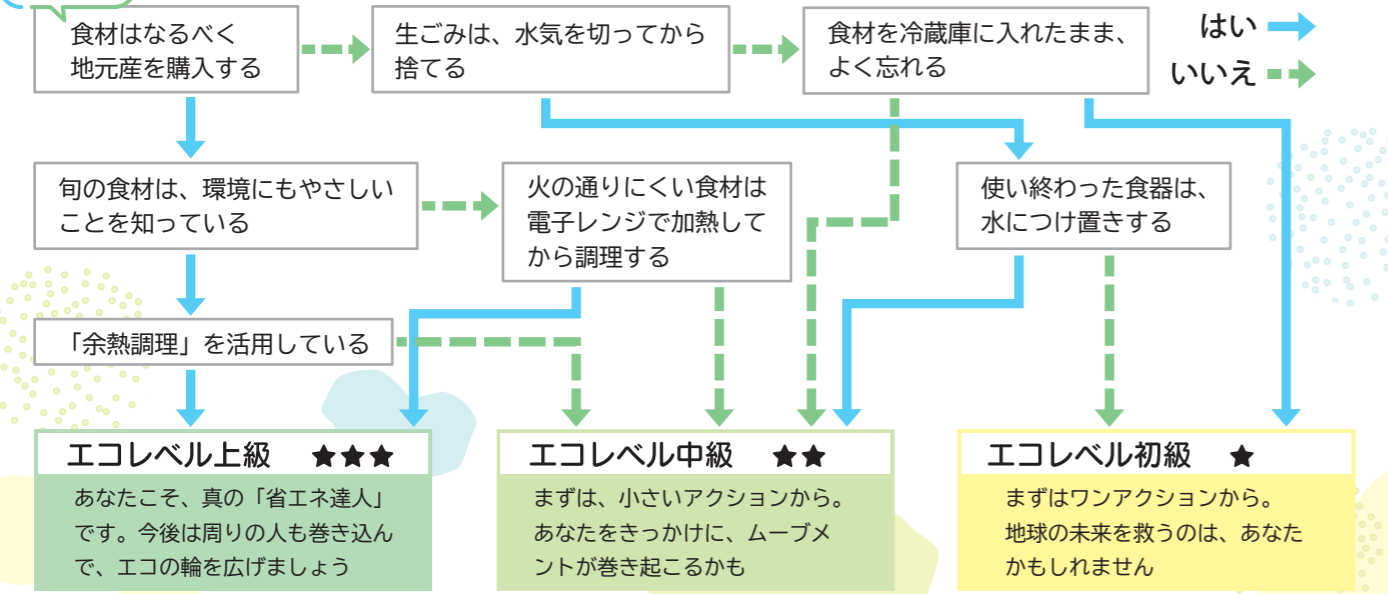 食材はなるべく
地元産を購入する
生ごみは、水気を切ってから
捨てる
食材を冷蔵庫に入れたまま、
よく忘れる
はい
いいえ
旬の食材は、環境にもやさしい
ことを知っている
火の通りにくい食材は
電子レンジで加熱して
から調理する
使い終わった食器は、
水につけ置きする
「余熱調理」を活用している
エコレベル上級 ★★★
あなたこそ、真の「省エネ達人」
です。今後は周りの人も巻き込ん
で、エコの輪を広げましょう
エコレベル中級 ★★
まずは、小さいアクションから。
あなたをきっかけに、ムーブメ
ントが巻き起こるかも
エコレベル初級 ★
まずはワンアクションから。
地球の未来を救うのは、あなた
かもしれません